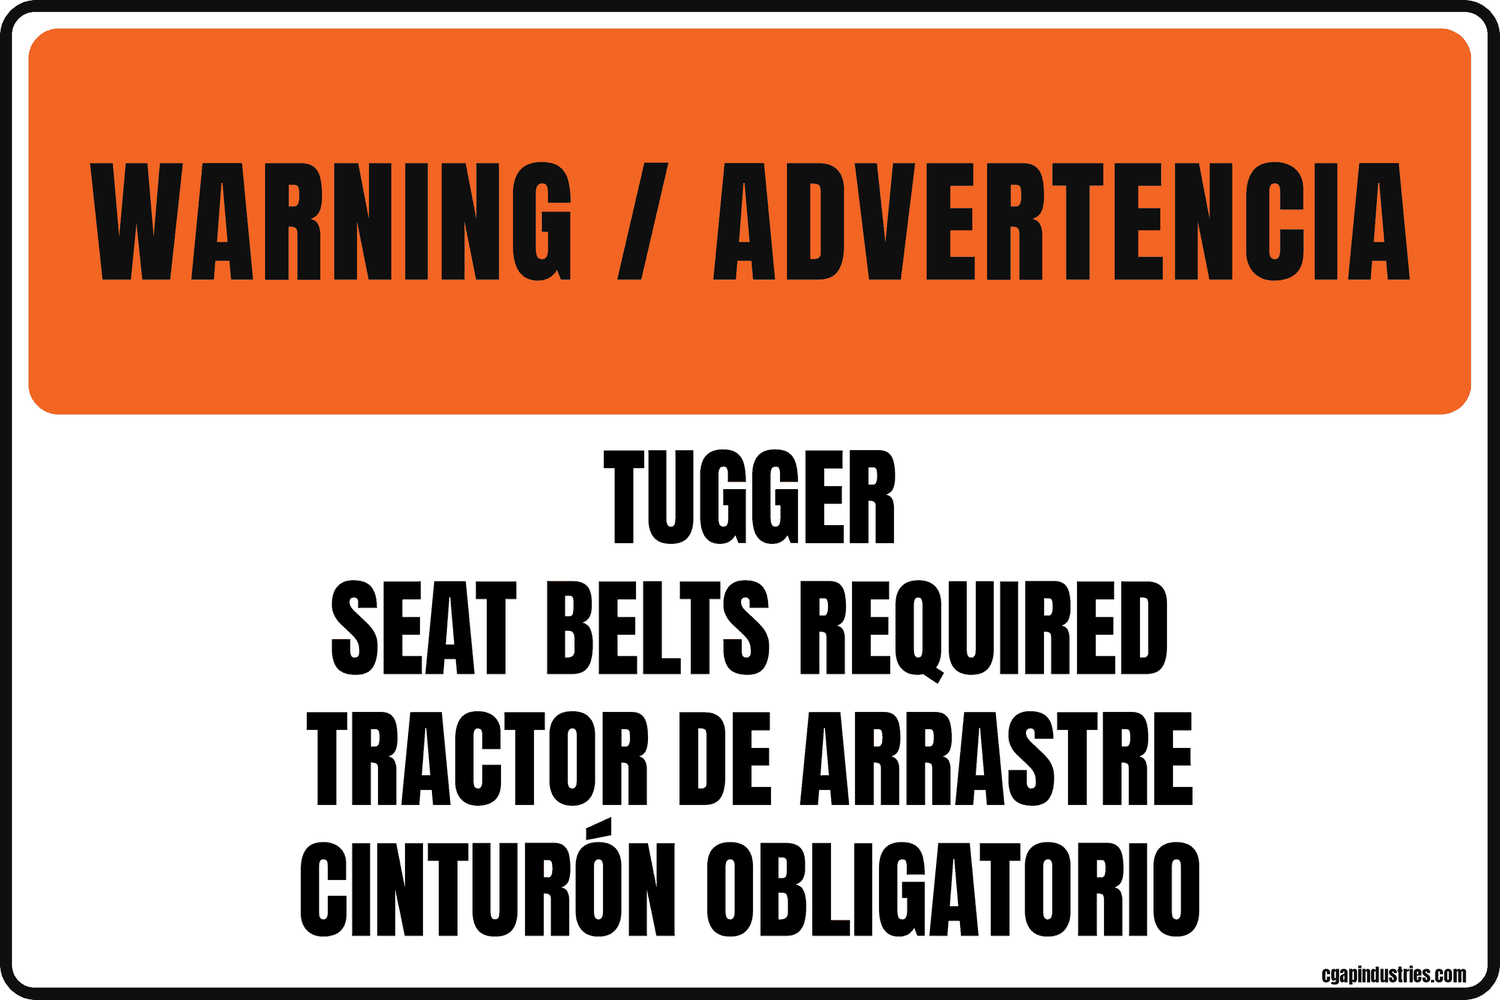 WARNING / ADVERTENCIA
TUGGER
SEAT BELTS REQUIRED
TRACTOR DE ARRASTRE
CINTURÓN OBLIGATORIO
cgapindustries.com